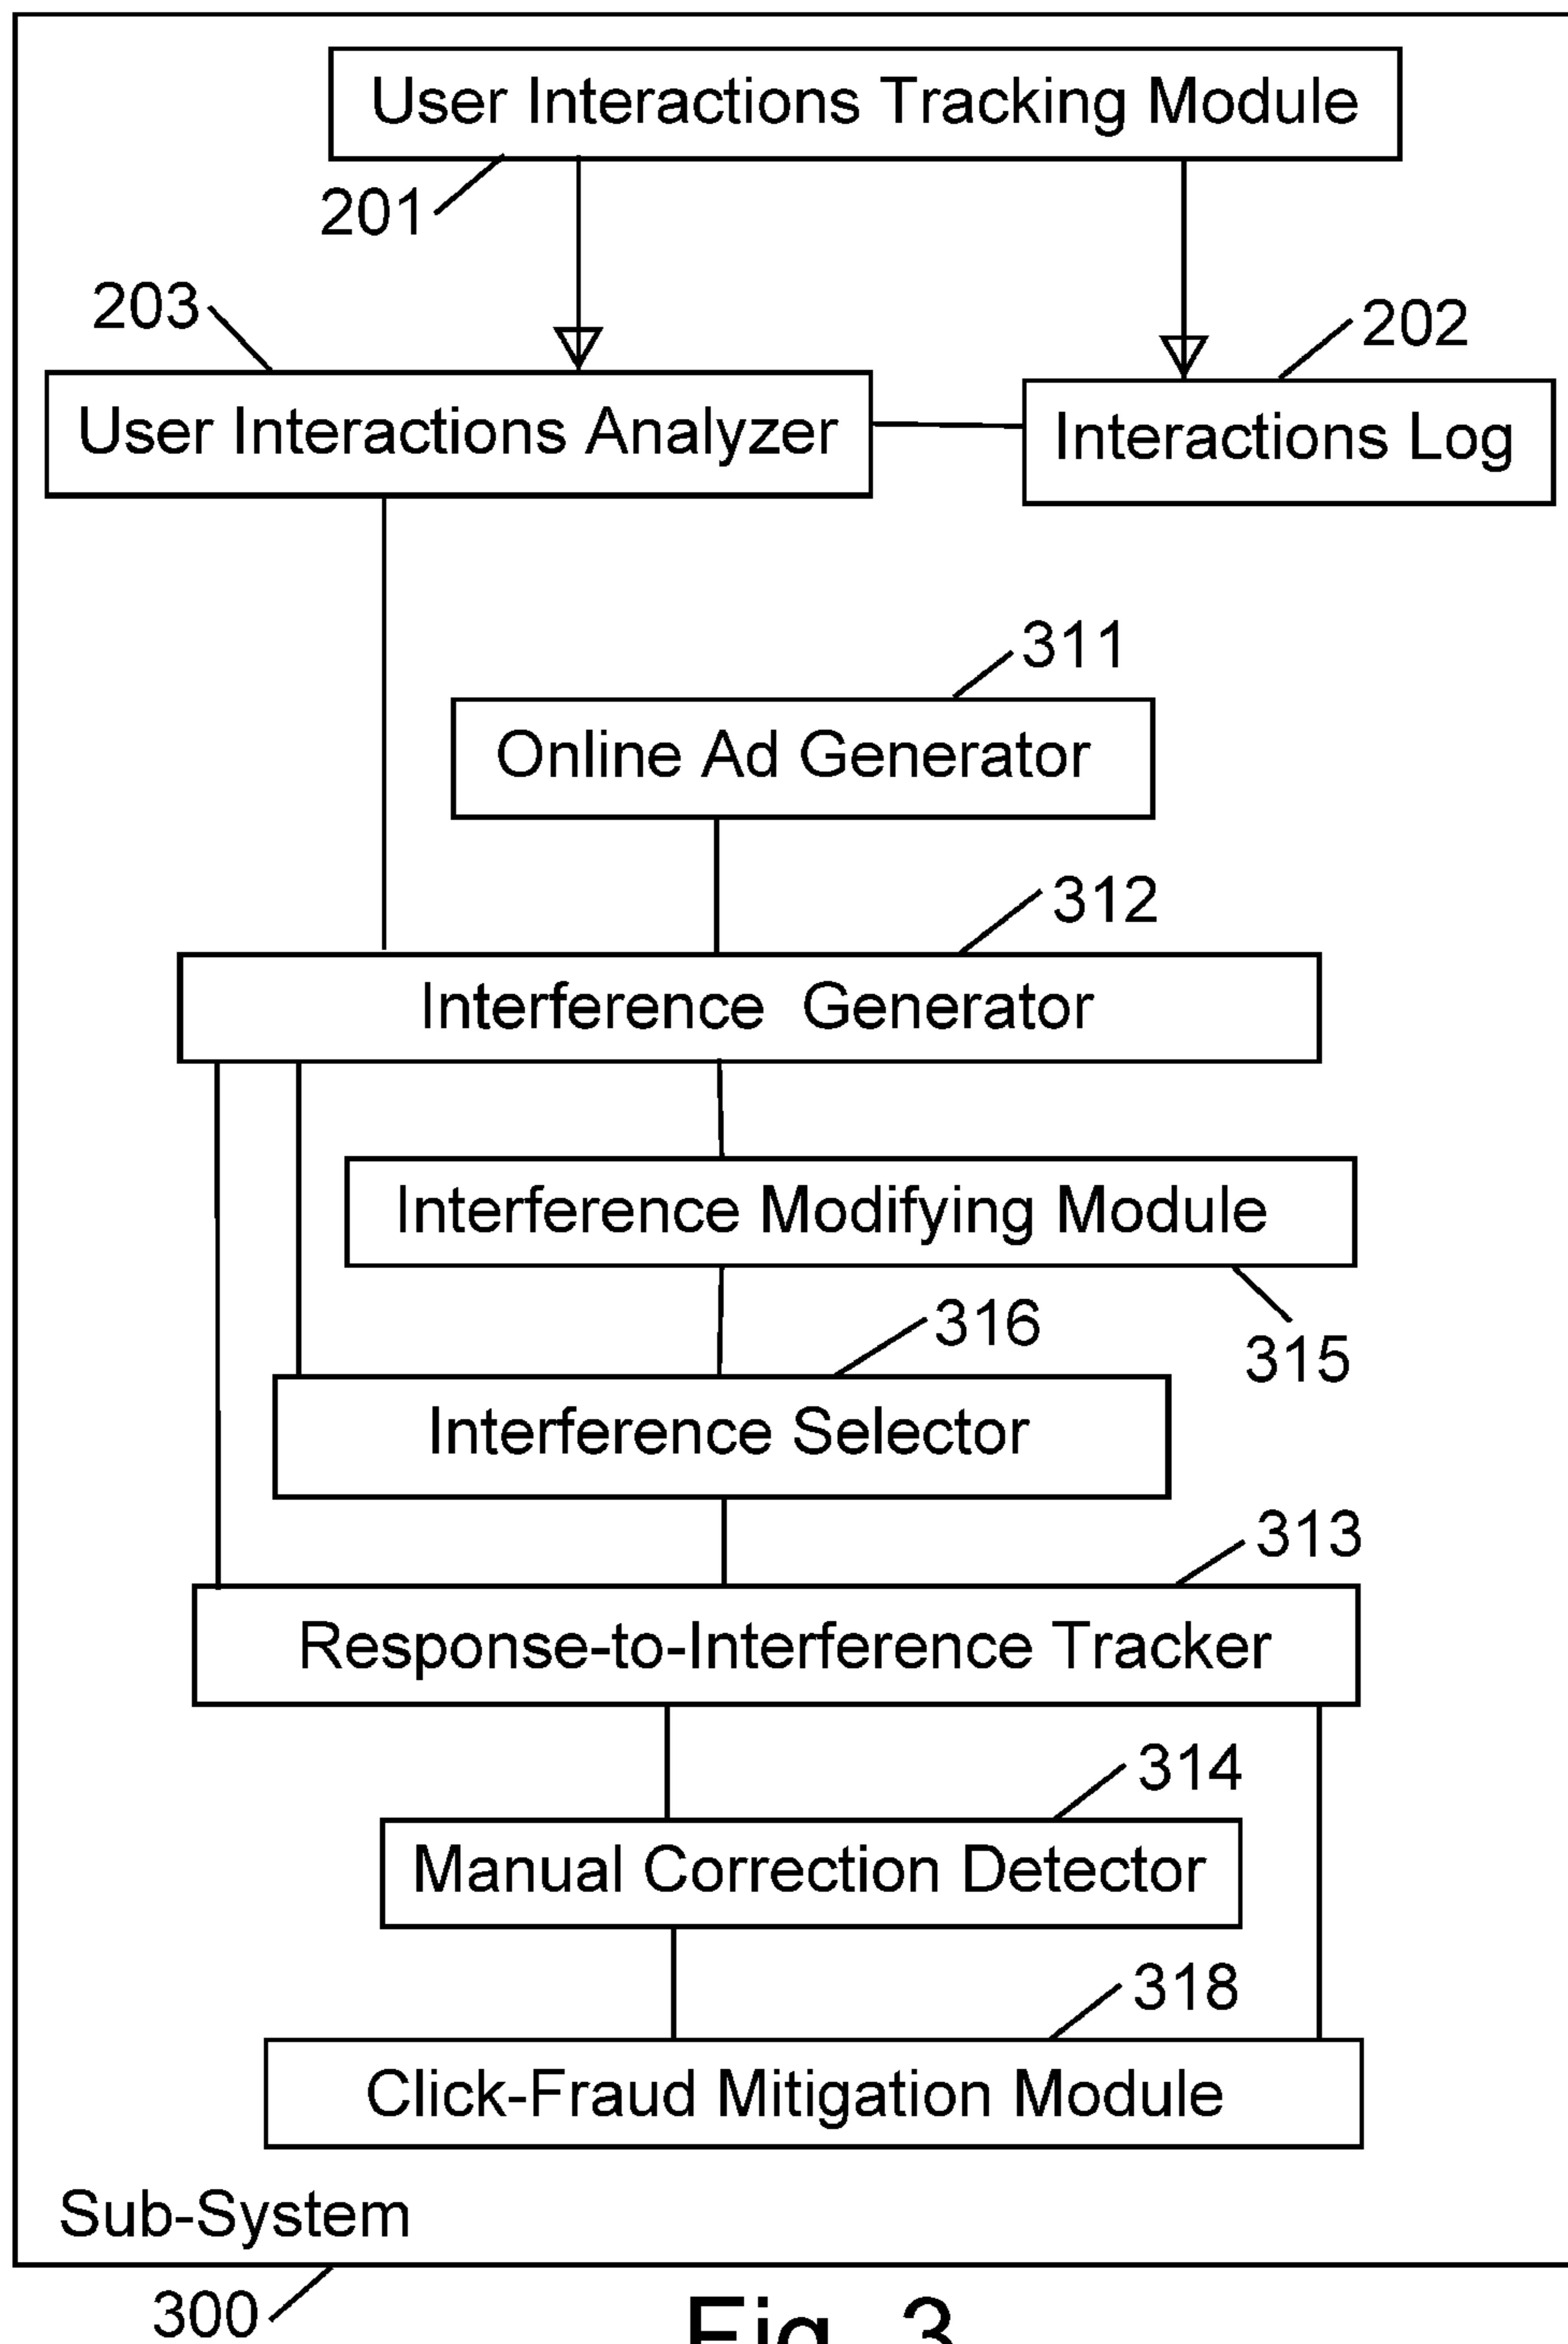 User Interactions Tracking Module
201
203
202
User Interactions Analyzer
Interactions Log
311
Online Ad Generator
312
Interference Generator
Interference Modifying Module
316
315
Interference Selector
313
Response-to-Interference Tracker
314
Manual Correction Detector
318
Click-Fraud Mitigation Module
Sub-System
300
Fig. 3